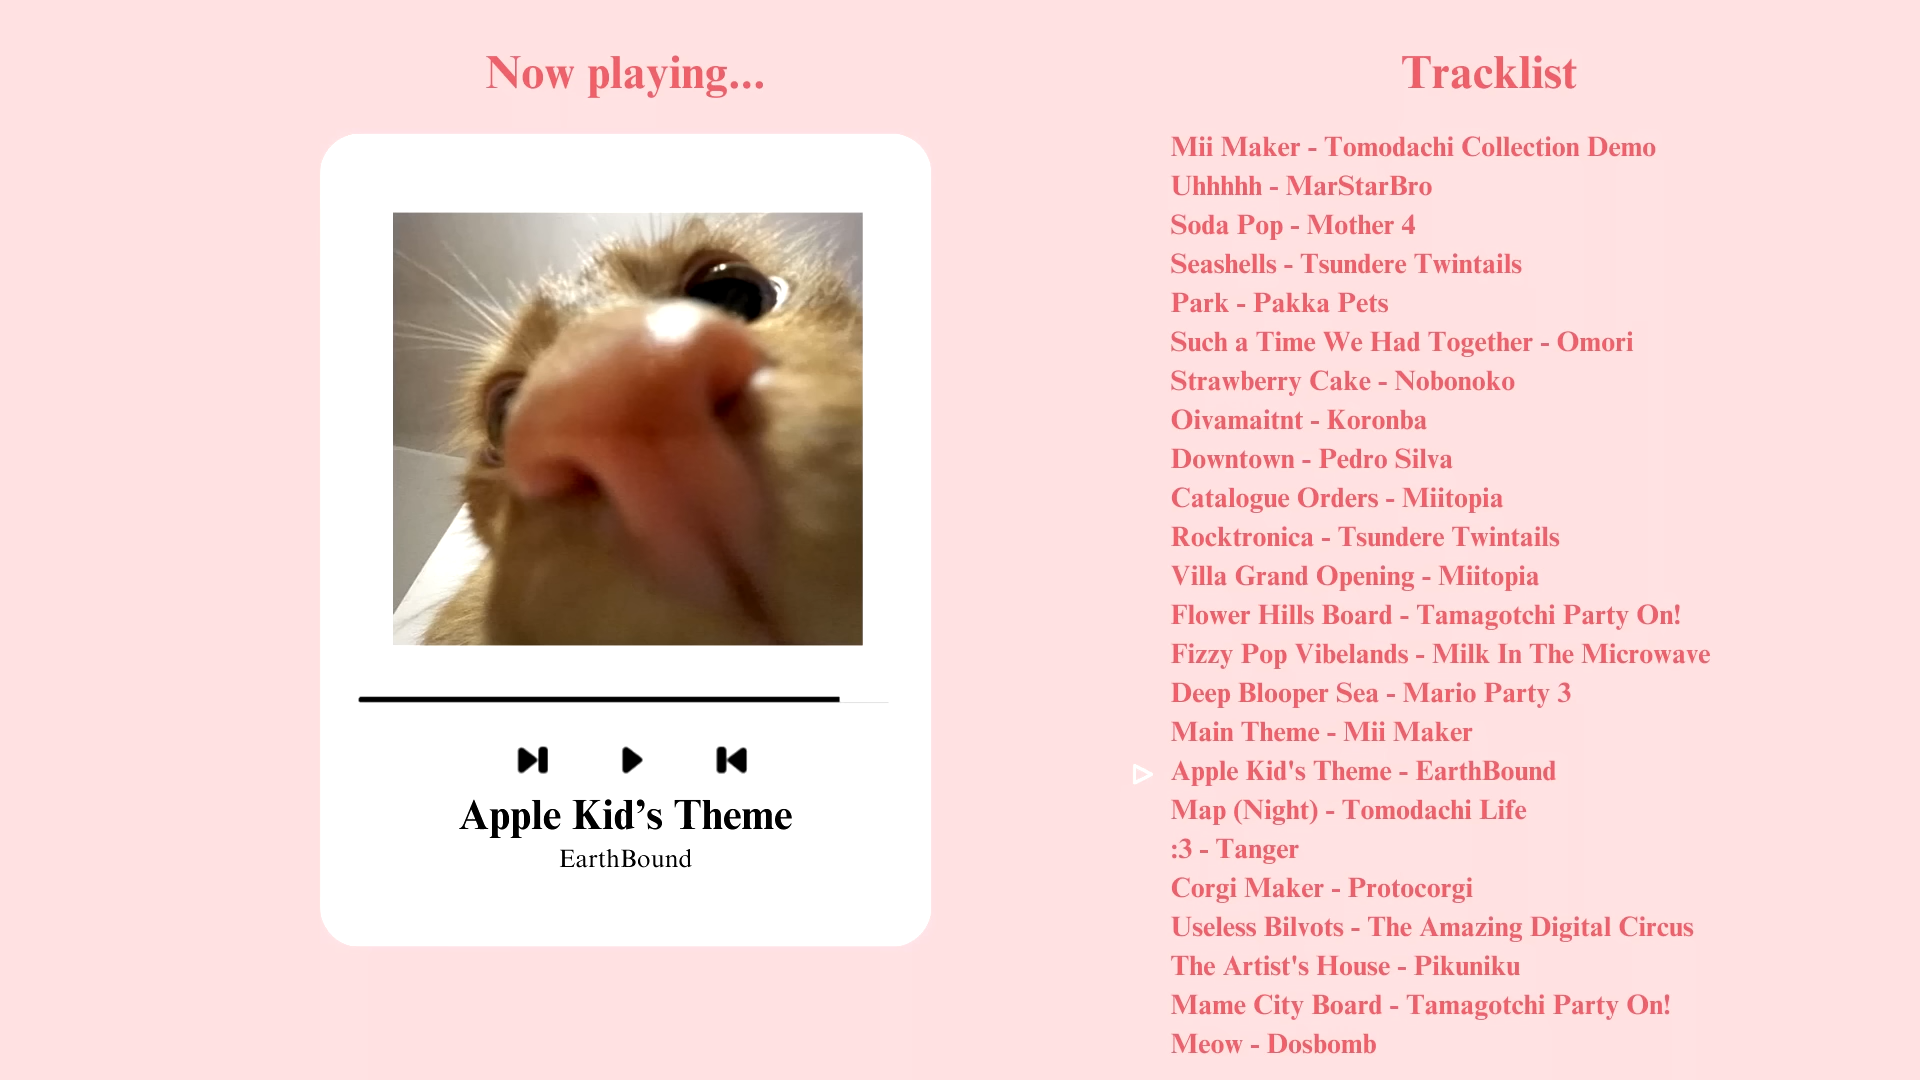 Now playing...
Apple Kid’s Theme
EarthBound
Tracklist
Mii Maker - Tomodachi Collection Demo
Uhhhhh - MarStarBro
Soda Pop - Mother 4
Seashells - Tsundere Twintails
Park - Pakka Pets
Such a Time We Had Together - Omori
Strawberry Cake - Nobonoko
Oivamaitnt - Koronba
Downtown - Pedro Silva
Catalogue Orders - Miitopia
Rocktronica - Tsundere Twintails
Villa Grand Opening - Miitopia
Flower Hills Board - Tamagotchi Party On!
Fizzy Pop Vibelands - Milk In The Microwave
Deep Blooper Sea - Mario Party 3
Main Theme - Mii Maker
Apple Kid's Theme - EarthBound
Map (Night) - Tomodachi Life
:3 - Tanger
Corgi Maker - Protocorgi
Useless Bilvots - The Amazing Digital Circus
The Artist's House - Pikuniku
Mame City Board - Tamagotchi Party On!
Meow - Dosbomb